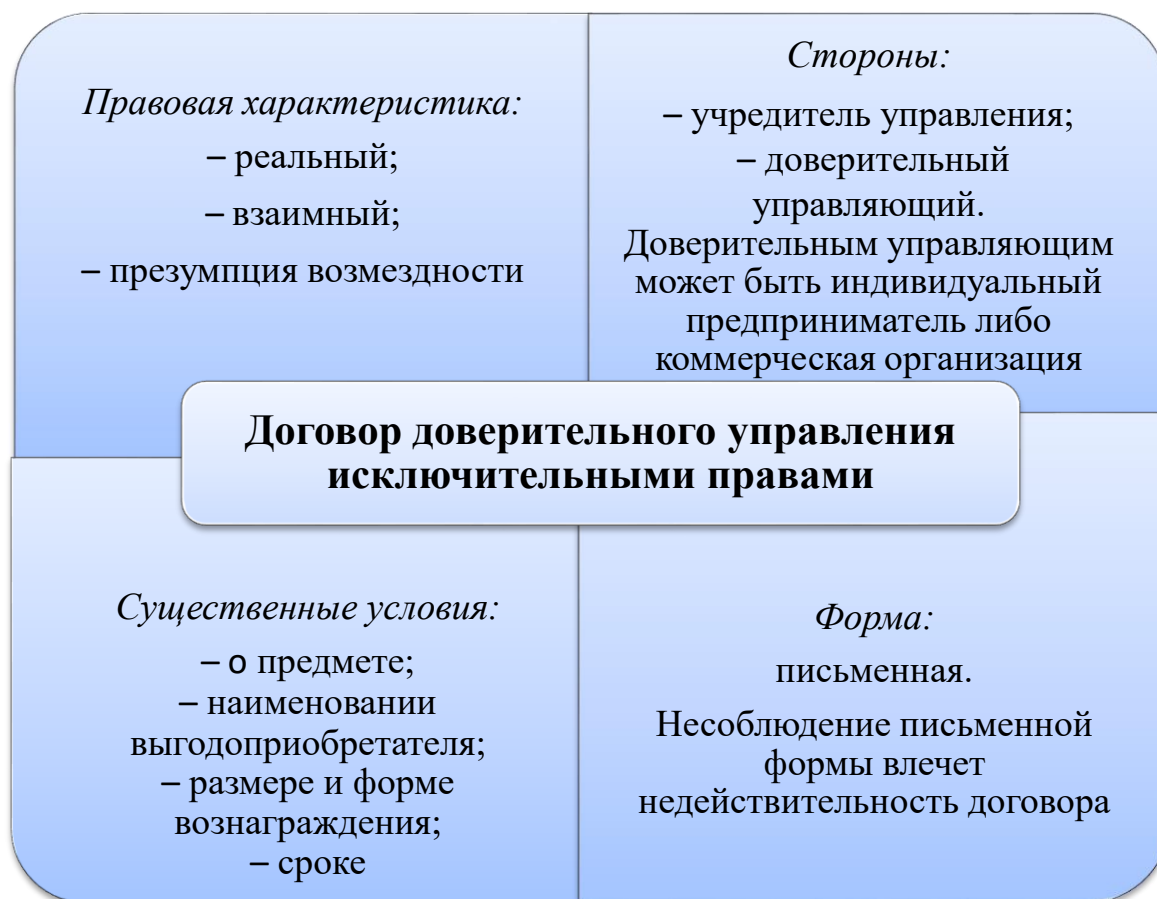 Правовая характеристика:
– реальный;
– взаимный;
– презумпция возмездности
Стороны:
– учредитель управления;
– доверительный
управляющий.
Доверительным управляющим
может быть индивидуальный
предприниматель либо
коммерческая организация
Договор доверительного управления
исключительными правами
Существенные условия:
– о предмете;
– наименовании
выгодоприобретателя;
– размере и форме
вознаграждения;
– сроке
Форма:
письменная.
Несоблюдение письменной
формы влечет
недействительность договора